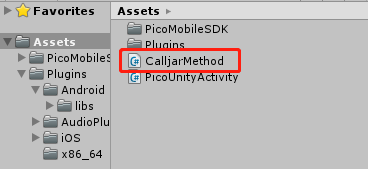 Favorites
Assets
PicoMobileS
Plugins
Android
libs
AudioPlu
iOS
x86_64
Assets
PicoMobileSDK
Plugins
CalljarMethod
PicoUnityActivity